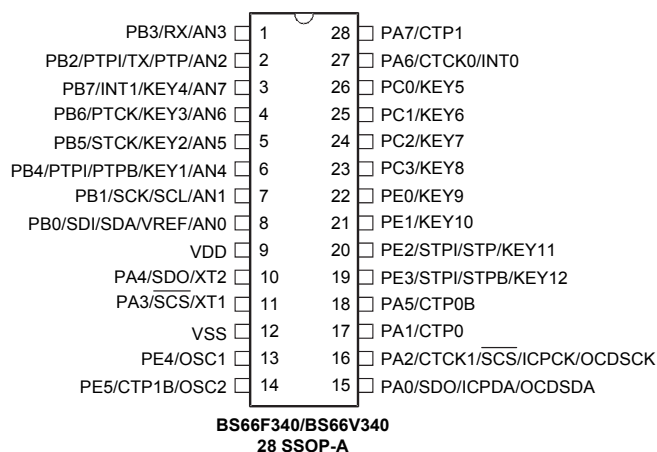 PB3/RX/AN3 1 28 PA7/CTP1
PB2/PTPI/TX/PTP/AN2 2 27 PA6/CTCK0/INT0
PB7/INT1/KEY4/AN7 3 26 PC0/KEY5
PB6/PTCK/KEY3/AN6 4 25 PC1/KEY6
PB5/STCK/KEY2/AN5 5 24 PC2/KEY7
PB4/PTPI/PTPB/KEY1/AN4 6 23 PC3/KEY8
PB1/SCK/SCL/AN1 7 22 PE0/KEY9
PB0/SDI/SDA/VREF/AN0 8 21 PE1/KEY10
VDD 9 20 PE2/STPI/STP/KEY11
PA4/SDO/XT2 10 19 PE3/STPI/STPB/KEY12
PA3/SCS/XT1 11 18 PA5/CTP0B
VSS 12 17 PA1/CTP0
PE4/OSC1 13 16 PA2/CTCK1/SCS/ICPCK/OCDSCK
PE5/CTP1B/OSC2 14 15 PA0/SDO/ICPDA/OCDSDA
BS66F340/BS66V340
28 SSOP-A